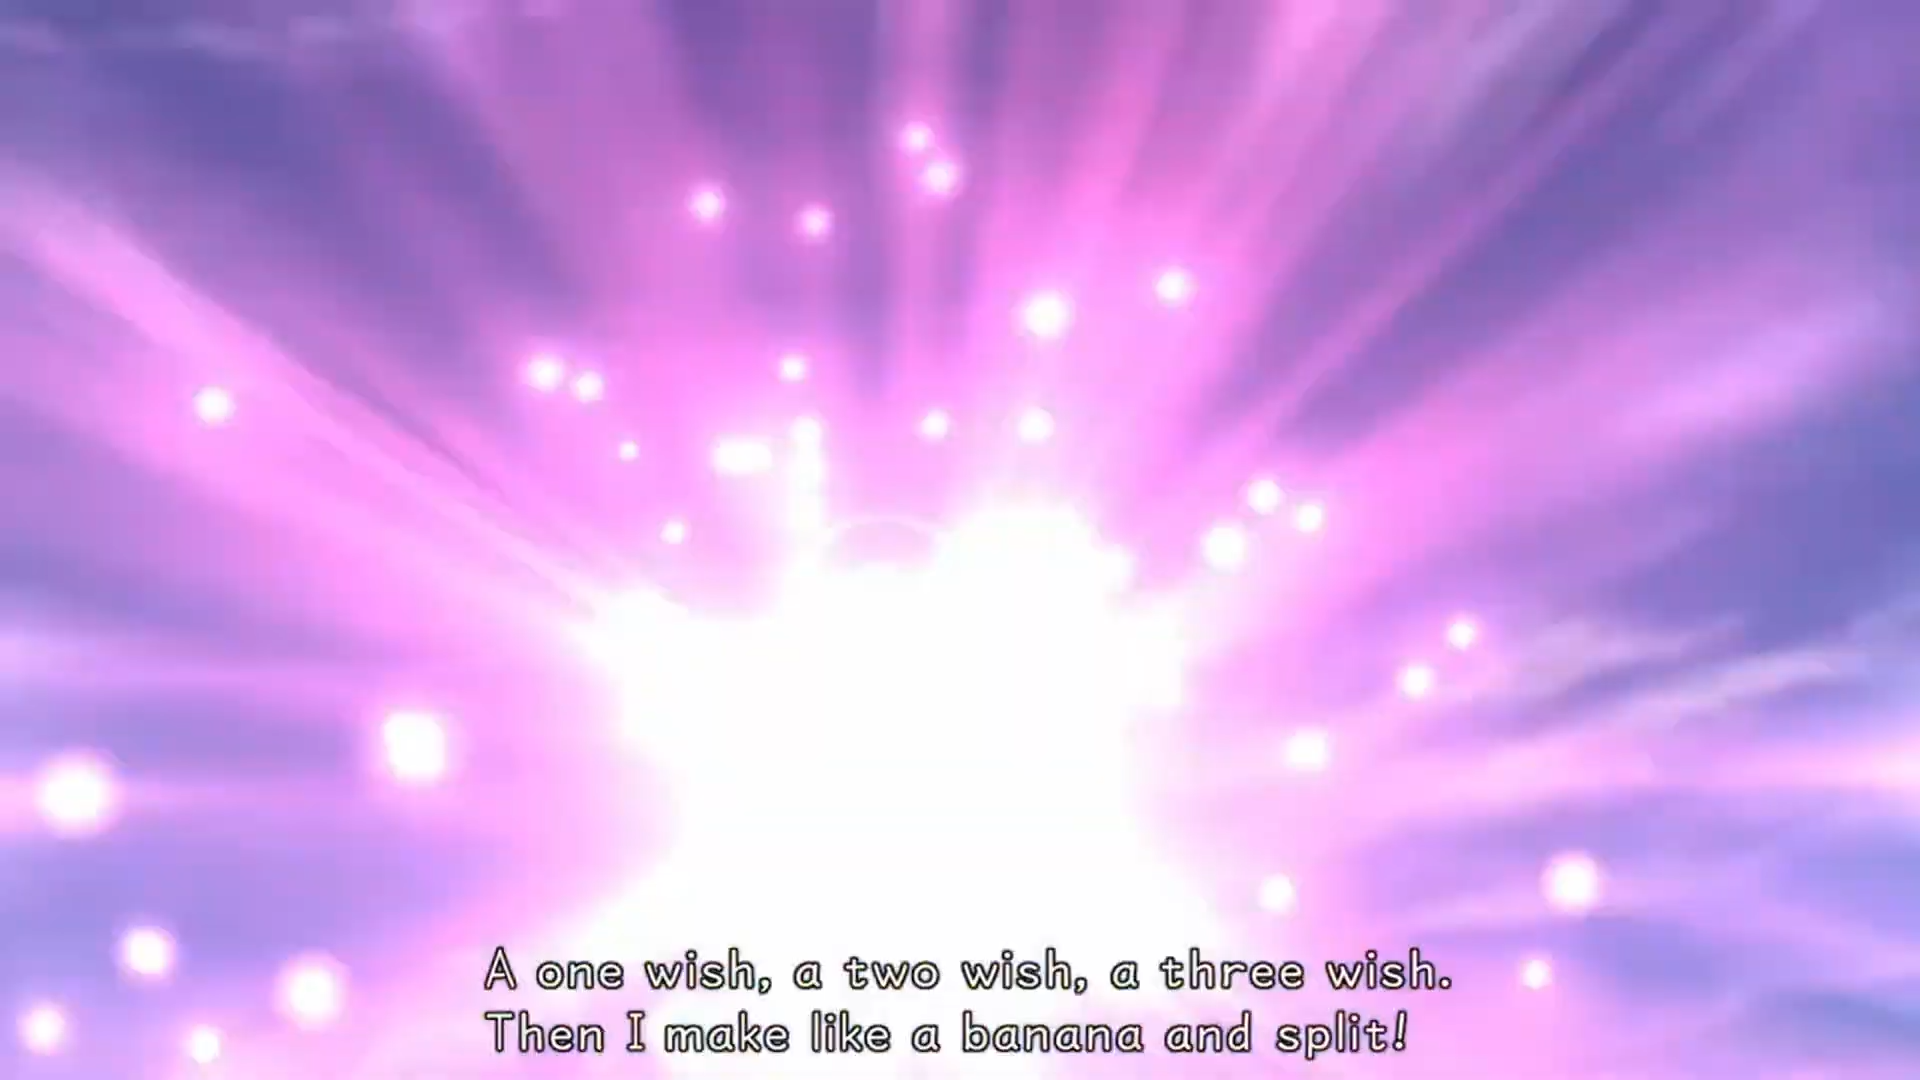 A one wish, a two wish, a three wish.
Then I make like a banana and split!